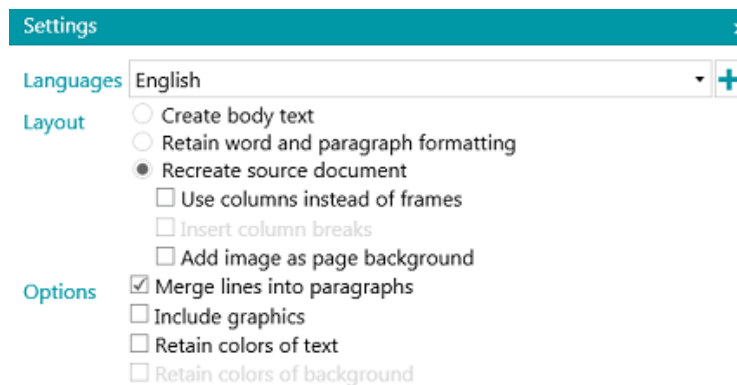 Settings
Languages English
Layout Create body text
Retain word and paragraph formatting
Recreate source document
Use columns instead of frames
Insert column breaks
Add image as page background
Options Merge lines into paragraphs
Include graphics
Retain colors of text
Retain colors of background